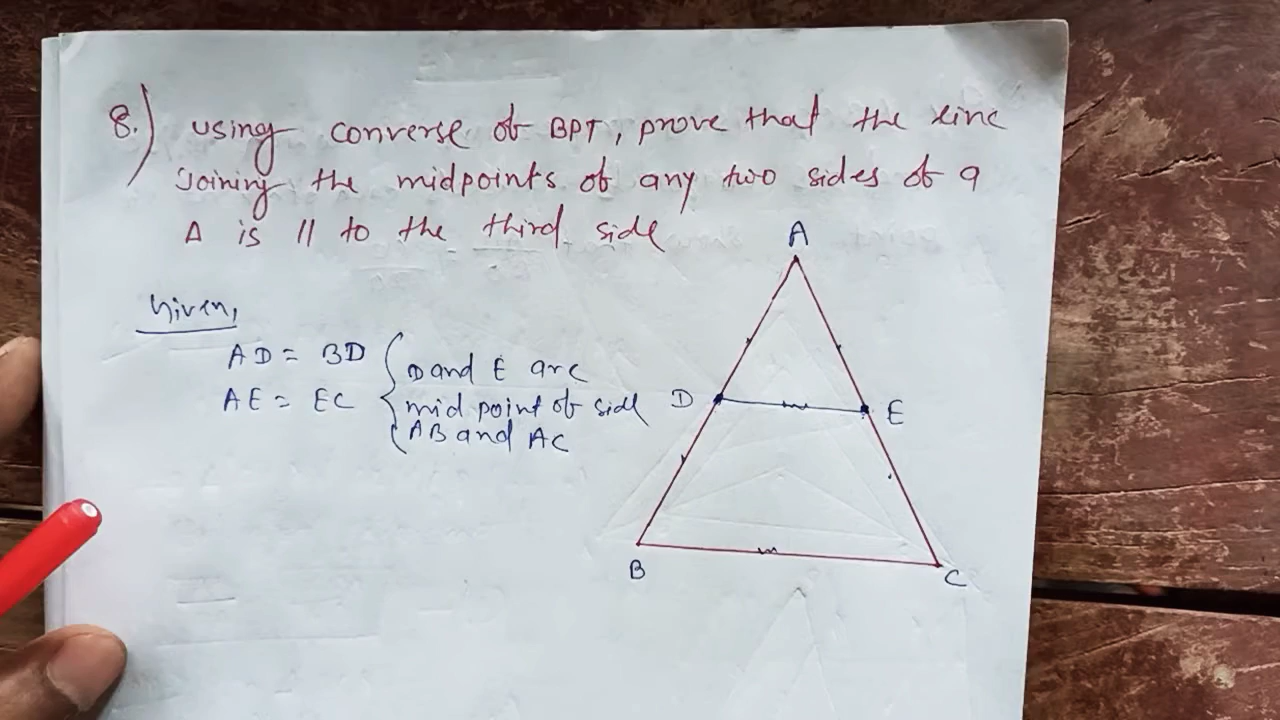 8.) using converse of BPT, prove that the line
Joining the midpoints of any two sides of a
Δ is || to the third side
Given,
AD = BD
AE = EC
D and E are
mid point of side
AB and AC
A
D
E
B
C